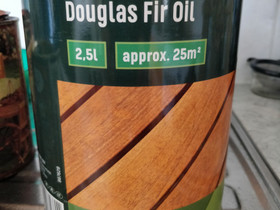 Douglas Fir Oil
2,5l
approx. 25m²